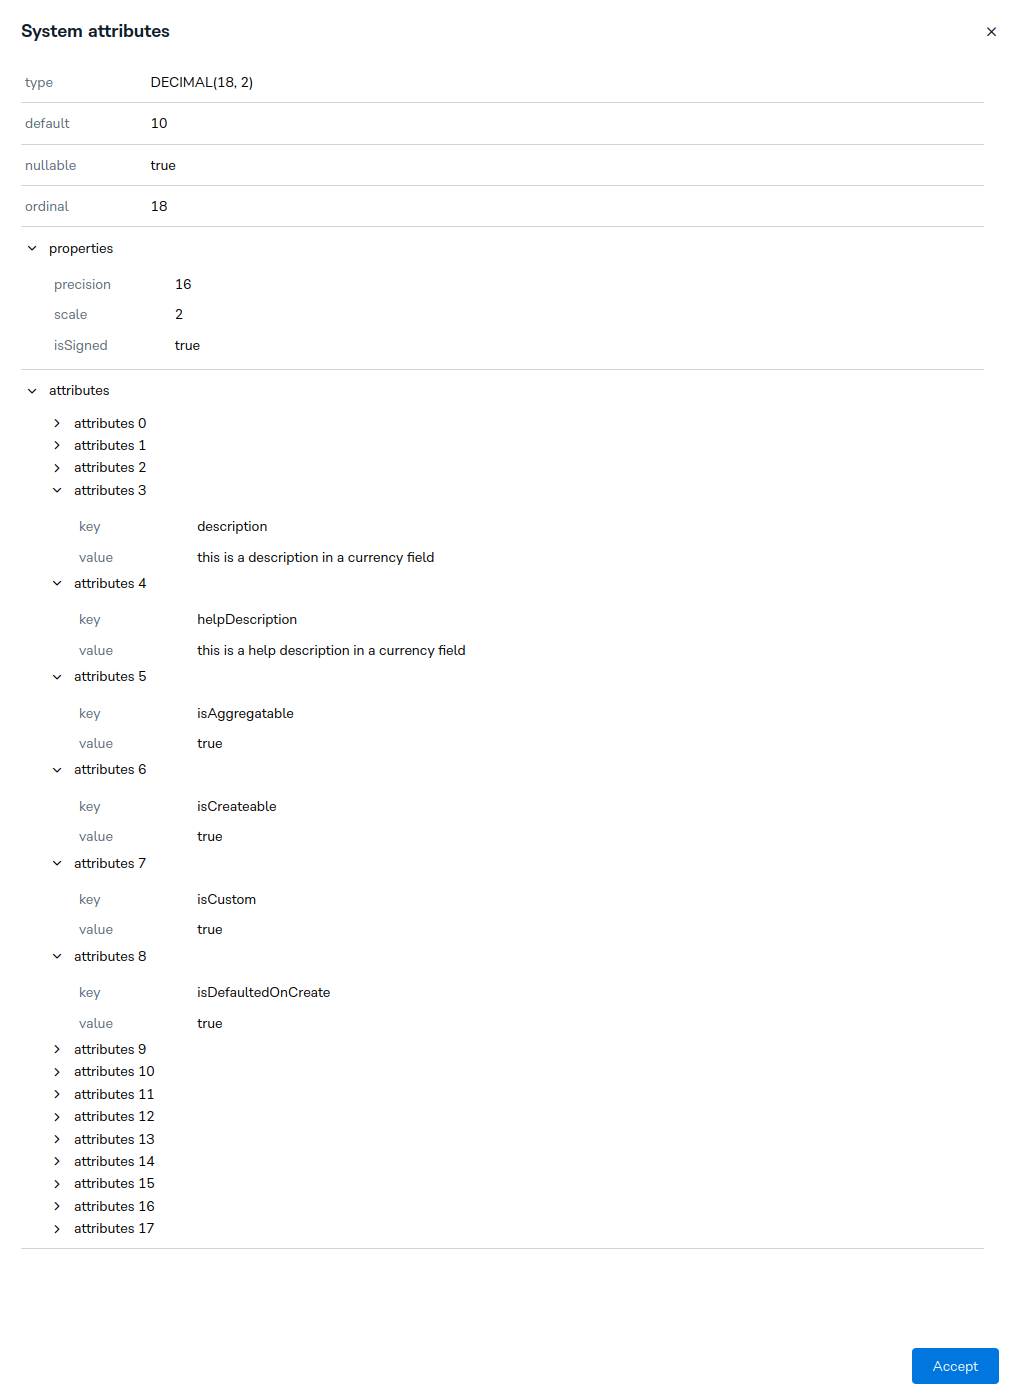 System attributes
type DECIMAL(18, 2)
default 10
nullable true
ordinal 18
properties
precision 16
scale 2
isSigned true
attributes
attributes 0
attributes 1
attributes 2
attributes 3
key description
value this is a description in a currency field
attributes 4
key helpDescription
value this is a help description in a currency field
attributes 5
key isAggregatable
value true
attributes 6
key isCreateable
value true
attributes 7
key isCustom
value true
attributes 8
key isDefaultedOnCreate
value true
attributes 9
attributes 10
attributes 11
attributes 12
attributes 13
attributes 14
attributes 15
attributes 16
attributes 17
Accept